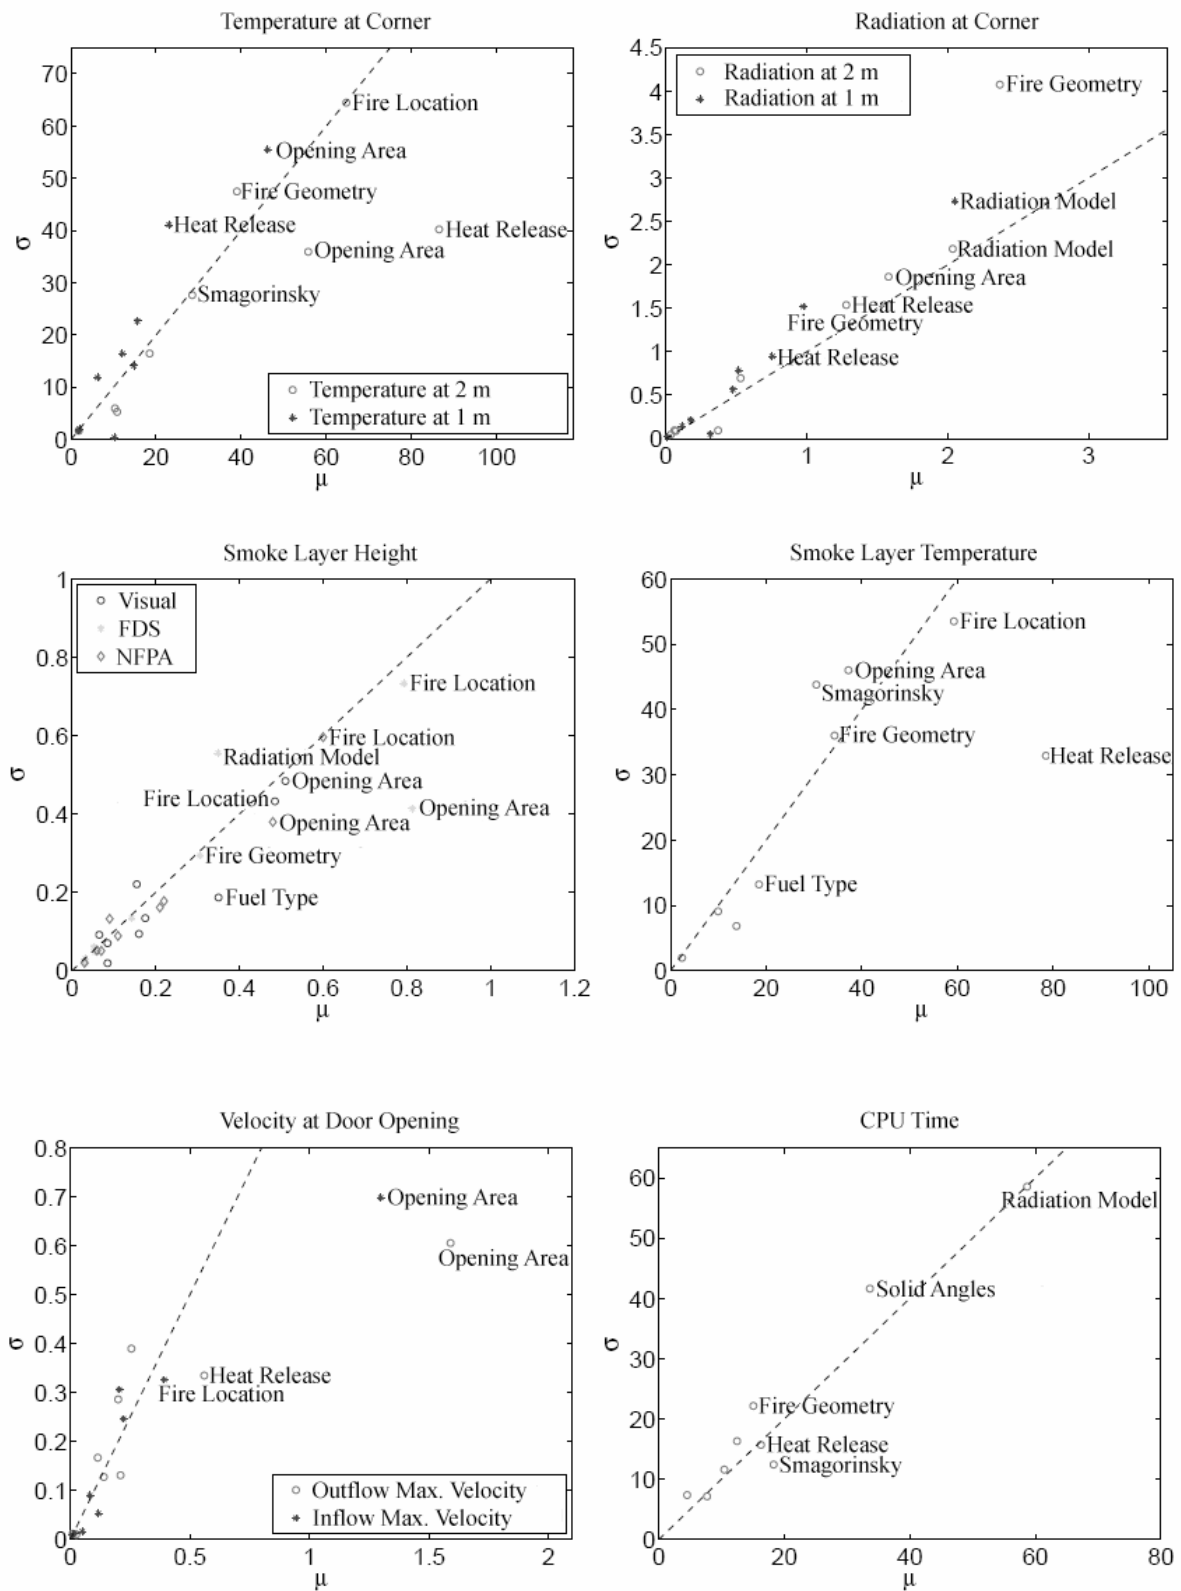 Temperature at Corner
70
60
50
40
30
20
10
0
σ
Fire Location
Opening Area
Fire Geometry
Heat Release
Heat Release
Opening Area
Smagorinsky
Temperature at 2 m
Temperature at 1 m
0 20 40 60 80 100
μ
Radiation at Corner
4.5
4
3.5
3
2.5
2
1.5
1
0.5
0
σ
Radiation at 2 m
Radiation at 1 m
Fire Geometry
Radiation Model
Radiation Model
Opening Area
Heat Release
Fire Geometry
Heat Release
0 1 2 3
μ
Smoke Layer Height
1
0.8
0.6
0.4
0.2
0
σ
Visual
FDS
NFPA
Fire Location
Fire Location
Radiation Model
Opening Area
Fire Location
Opening Area
Opening Area
Fire Geometry
Fuel Type
0 0.2 0.4 0.6 0.8 1 1.2
μ
Smoke Layer Temperature
60
50
40
30
20
10
0
σ
Fire Location
Opening Area
Smagorinsky
Fire Geometry
Heat Release
Fuel Type
0 20 40 60 80 100
μ
Velocity at Door Opening
0.8
0.7
0.6
0.5
0.4
0.3
0.2
0.1
0
σ
Opening Area
Opening Area
Heat Release
Fire Location
Outflow Max. Velocity
Inflow Max. Velocity
0 0.5 1 1.5 2
μ
CPU Time
60
50
40
30
20
10
0
σ
Radiation Model
Solid Angles
Fire Geometry
Heat Release
Smagorinsky
0 20 40 60 80
μ